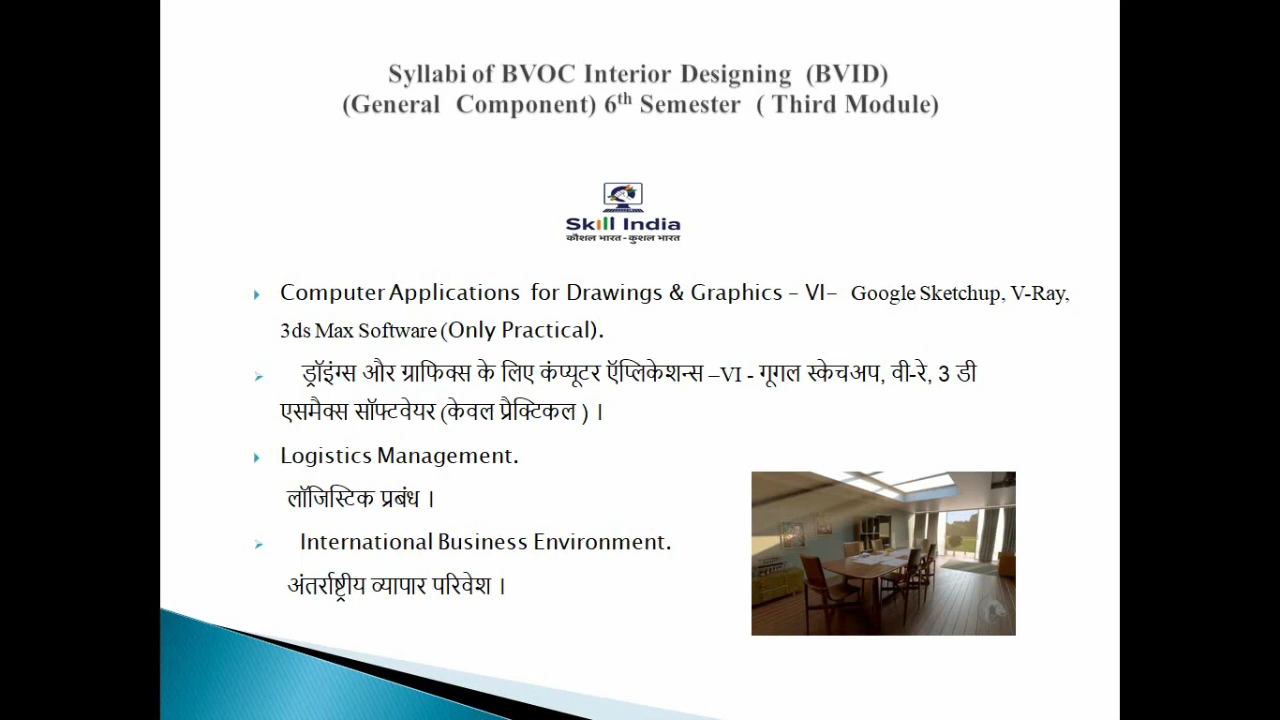 Syllabi of BVOC Interior Designing (BVID)
(General Component) 6th Semester ( Third Module)
Skill India
कौशल भारत-कुशल भारत
Computer Applications for Drawings & Graphics – VI– Google Sketchup, V-Ray,
3ds Max Software (Only Practical).
ड्रॉइंग्स और ग्राफिक्स के लिए कंप्यूटर ऍप्लिकेशन्स –VI - गूगल स्केचअप, वी-रे, 3 डी
एसमैक्स सॉफ्टवेयर (केवल प्रैक्टिकल ) ।
Logistics Management.
लॉजिस्टिक प्रबंध ।
International Business Environment.
अंतर्राष्ट्रीय व्यापार परिवेश ।